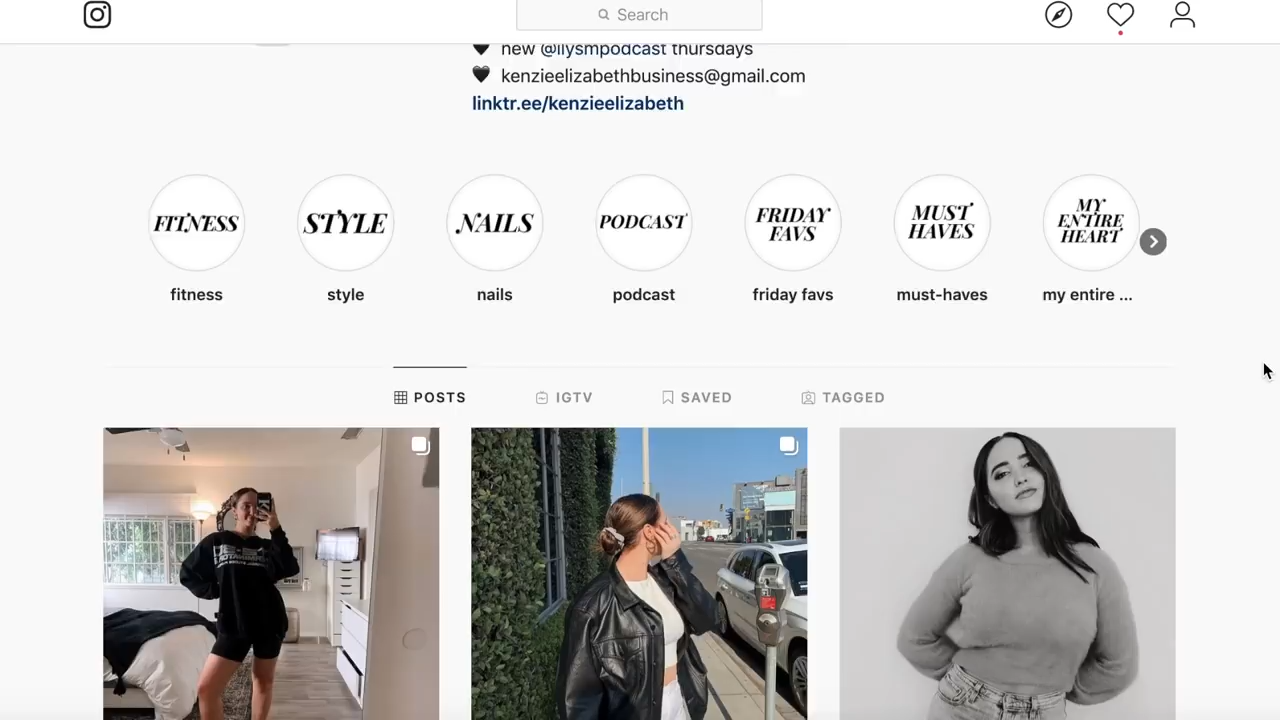 Search
new @ilysmpodcast thursdays
kenzieelizabethbusiness@gmail.com
linktr.ee/kenzieelizabeth
FITNESS
STYLE
NAILS
PODCAST
FRIDAY
FAVS
MUST
HAVES
MY
ENTIRE
HEART
fitness
style
nails
podcast
friday favs
must-haves
my entire ...
POSTS
IGTV
SAVED
TAGGED